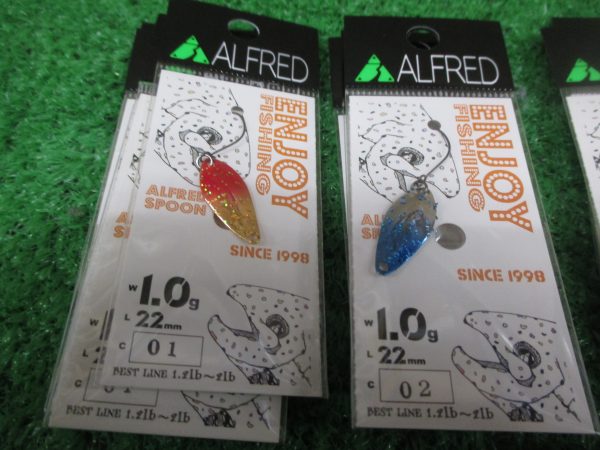 ALFRED
ENJOY
FISHING
ALFRED
SPOON
SINCE 1998
W 1.0g
L 22mm
C 01
BEST LINE 1.2lb~2lb
ALFRED
ENJOY
FISHING
SINCE 1998
W 1.0g
L 22mm
C 02
BEST LINE 1.2lb~2lb